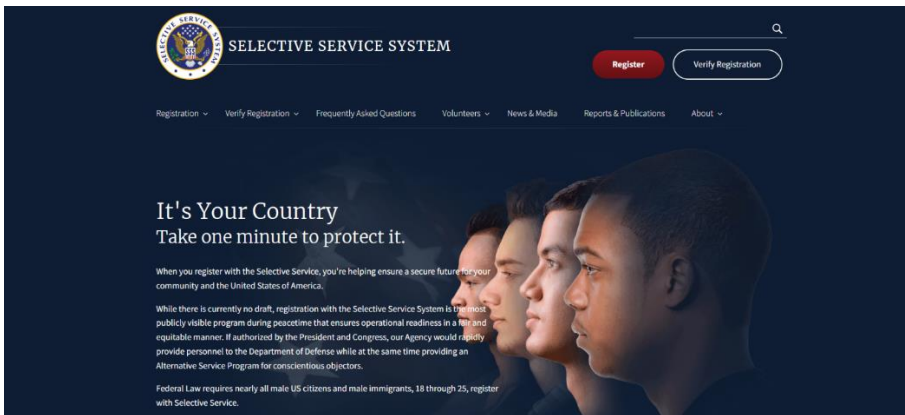 SELECTIVE SERVICE SYSTEM
SELECTIVE SERVICE SYSTEM
Register
Verify Registration
Registration
Verify Registration
Frequently Asked Questions
Volunteers
News & Media
Reports & Publications
About
It's Your Country
Take one minute to protect it.
When you register with the Selective Service, you're helping ensure a secure future for your
community and the United States of America.
While there is currently no draft, registration with the Selective Service System is the most
publicly visible program during peacetime that ensures operational readiness in a fair and
equitable manner. If authorized by the President and Congress, our Agency would rapidly
provide personnel to the Department of Defense while at the same time providing an
Alternative Service Program for conscientious objectors.
Federal Law requires nearly all male US citizens and male immigrants, 18 through 25, register
with Selective Service.